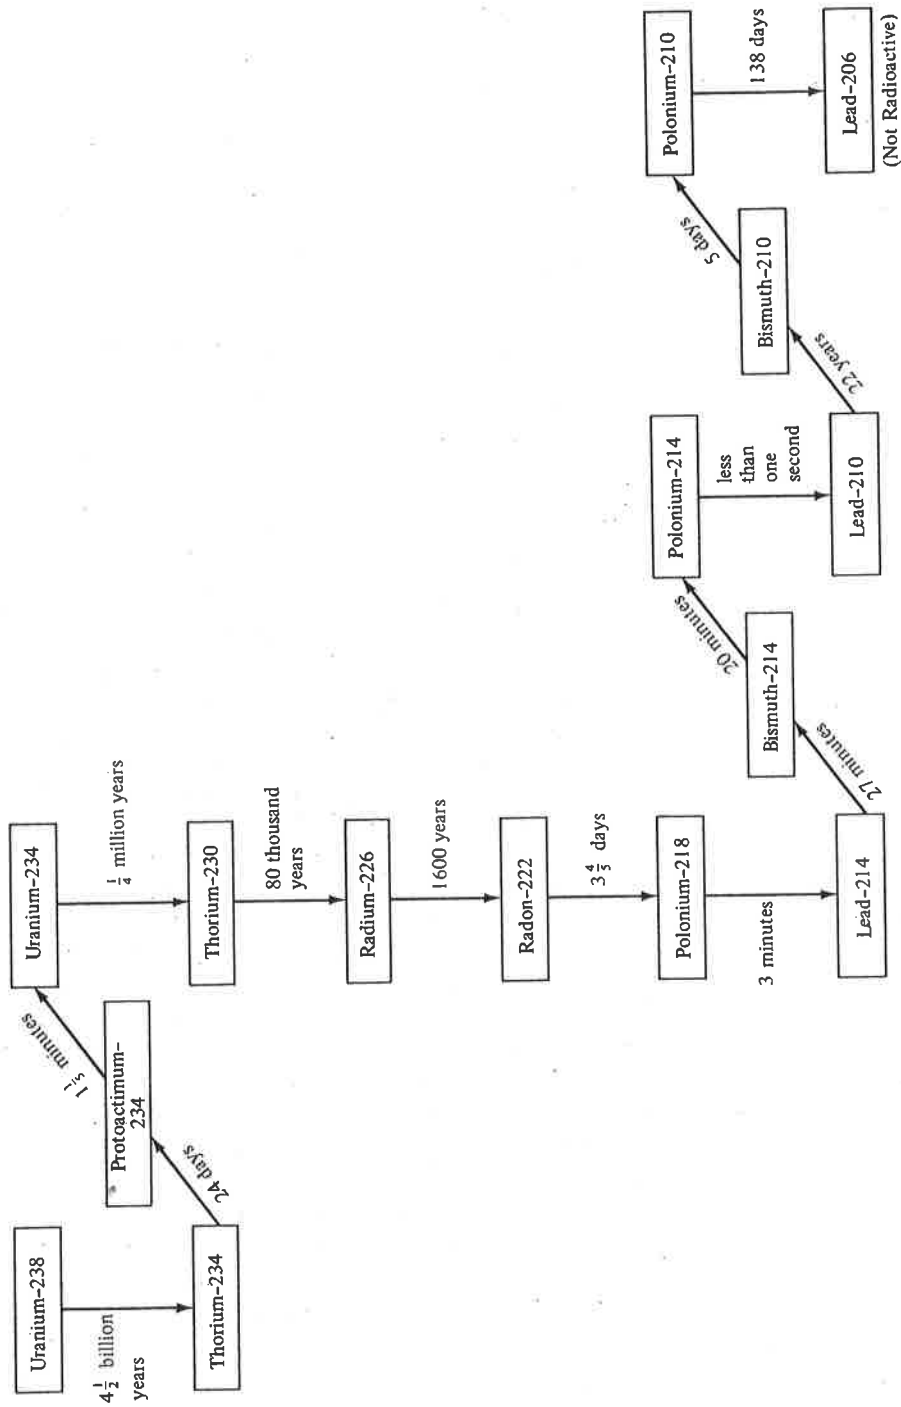 Uranium-238
4 1/2 billion
years
Thorium-234
24 days
Protoactimum-
234
1 1/5 minutes
Uranium-234
1/4 million years
Thorium-230
80 thousand
years
Radium-226
1600 years
Radon-222
3 4/5 days
Polonium-218
3 minutes
Lead-214
27 minutes
Bismuth-214
20 minutes
Polonium-214
less
than
one
second
Lead-210
22 years
Bismuth-210
5 days
Polonium-210
138 days
Lead-206
(Not Radioactive)